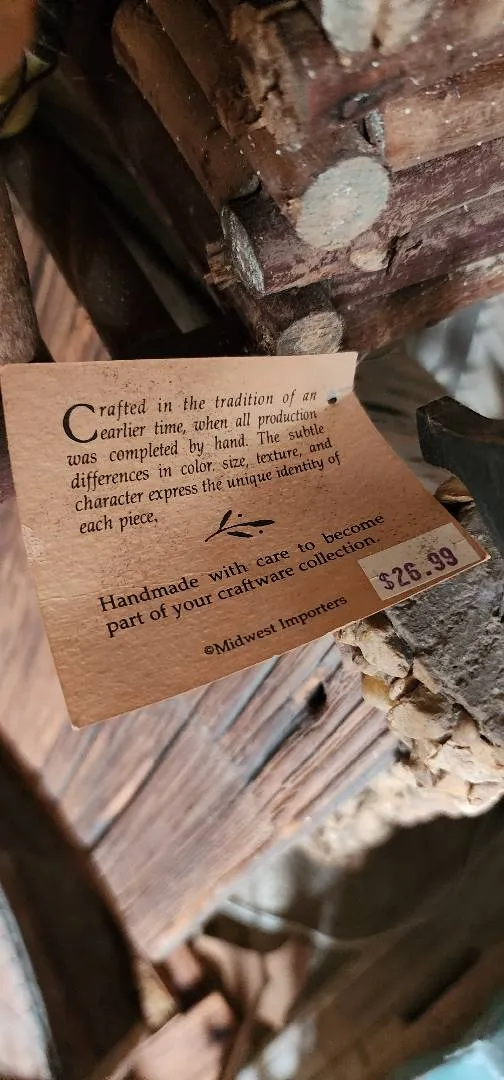 Crafted in the tradition of an
earlier time, when all production
was completed by hand. The subtle
differences in color, size, texture, and
character express the unique identity of
each piece.
Handmade with care to become
part of your craftware collection.
$26.99
©Midwest Importers